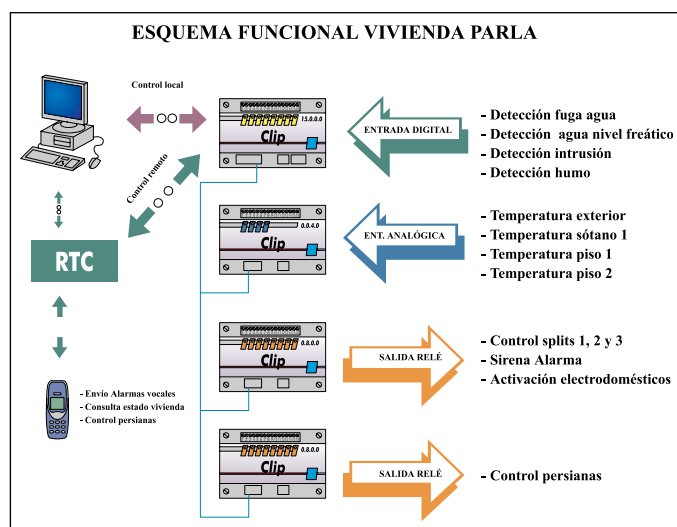 ESQUEMA FUNCIONAL VIVIENDA PARLA
Control local
15.0.0.0
Clip
ENTRADA DIGITAL
- Detección fuga agua
- Detección agua nivel freático
- Detección intrusión
- Detección humo
Control remoto
0.0.4.0
Clip
ENT. ANALÓGICA
- Temperatura exterior
- Temperatura sótano 1
- Temperatura piso 1
- Temperatura piso 2
RTC
0.8.0.0
Clip
SALIDA RELÉ
- Control splits 1, 2 y 3
- Sirena Alarma
- Activación electrodomésticos
- Envío Alarmas vocales
- Consulta estado vivienda
- Control persianas
0.8.0.0
Clip
SALIDA RELÉ
- Control persianas